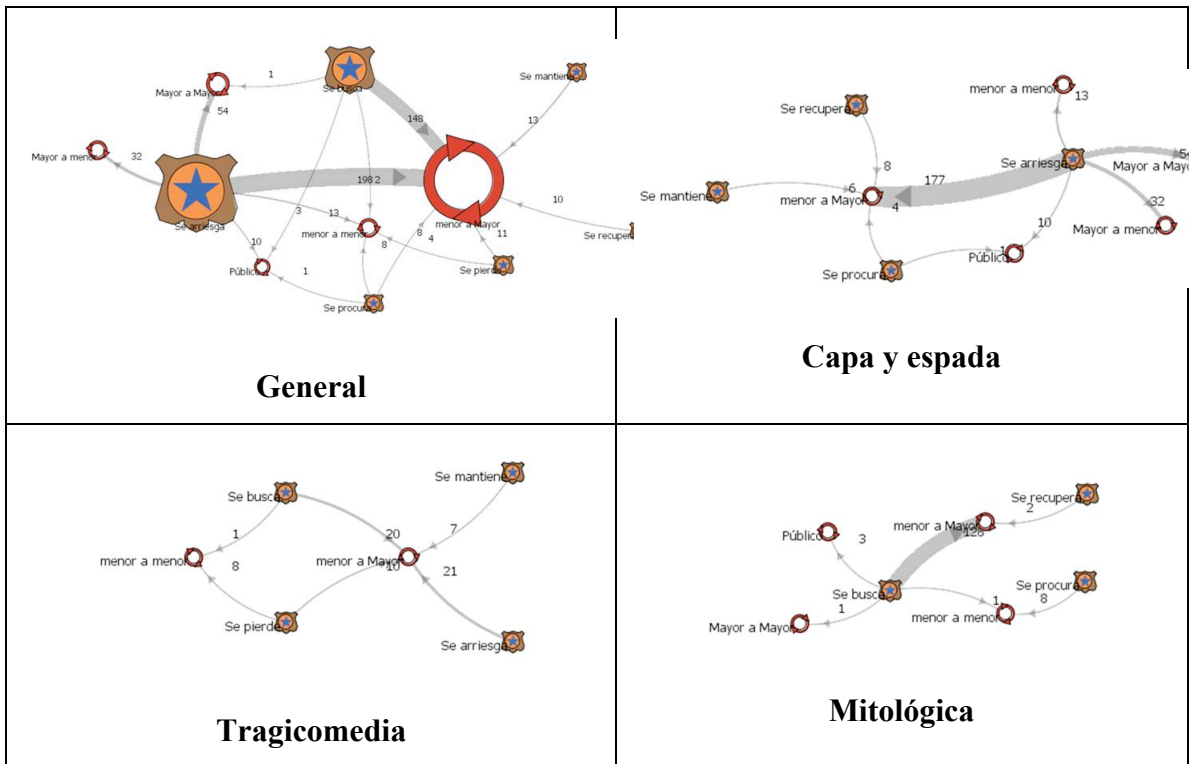 1
Se mantiene
Se busca
Mayor a Mayor
54
148
13
Mayor a menor
32
198
2
10
Se arriesga
3
13
menor a menor
menor a Mayor
8
4
11
Se recupera
10
8
Público
1
Se pierde
Se procura
General
menor a menor
13
Se recupera
Se arriesga
54
Mayor a Mayo
8
177
Se mantiene
6
menor a Mayor
4
32
10
Mayor a menor
1
Público
Se procura
Capa y espada
Se mantiene
Se busca
1
20
7
menor a menor
menor a Mayor
8
10
21
Se pierde
Se arriesga
Tragicomedia
Se recupera
2
menor a Mayor
Público
3
128
Se procura
Se busca
1
8
1
menor a menor
Mayor a Mayor
Mitológica